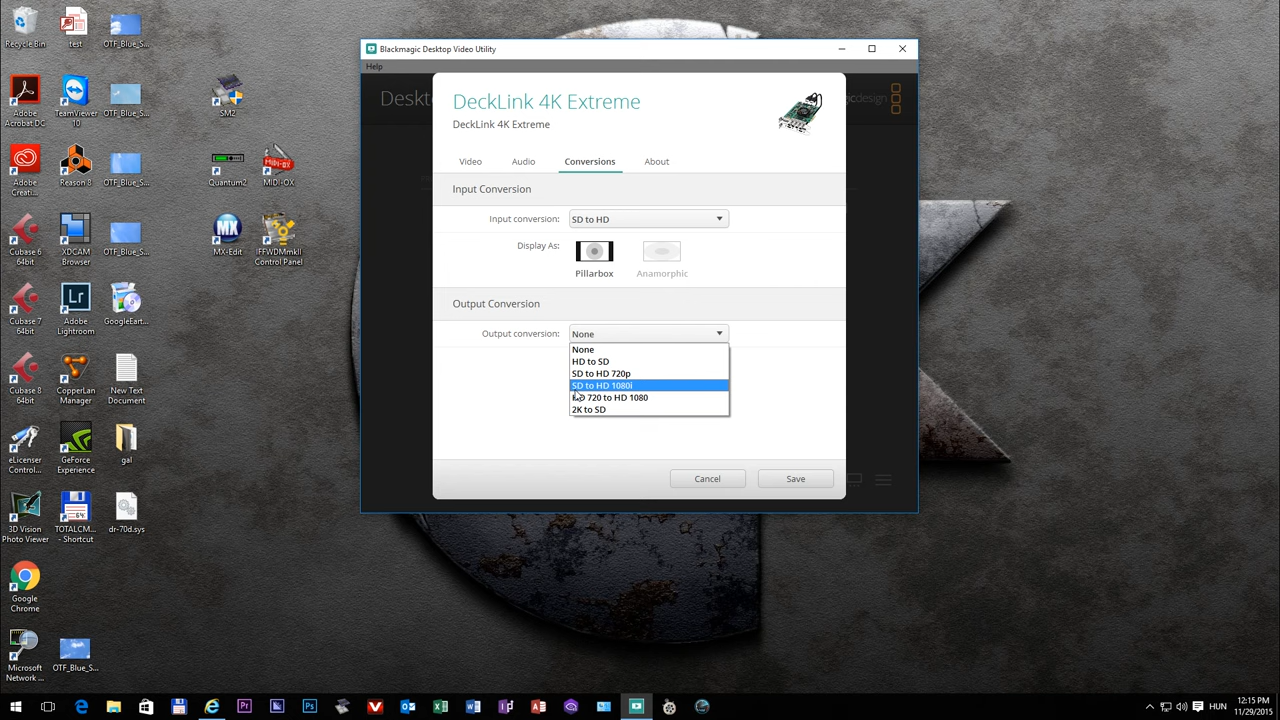 Recycle Bin
test
OTF_Blue_S...
Adobe Acrobat DC
TeamViewer 10
OTF_Blue_S...
SM2
Adobe Creati...
Reason 8
OTF_Blue_S...
Quantum2
MIDI-OX
Cubase 6 64bit
XDCAM Browser
OTF_Blue_S...
MX-Edit
IFFWDMmkII Control Panel
Cubase 7 64bit
Adobe Lightroom
GoogleEart...
Cubase 8 64bit
CopperLan Manager
New Text Document
eLicenser Control...
GeForce Experience
gal
3D Vision Photo Viewer
TOTALCM... - Shortcut
dr-70d.sys
Google Chrome
Microsoft Network ...
OTF_Blue_S...
Blackmagic Desktop Video Utility
Help
DeckLink 4K Extreme
DeckLink 4K Extreme
Video Audio Conversions About
Input Conversion
Input conversion: SD to HD
Display As:
Pillarbox Anamorphic
Output Conversion
Output conversion: None
None
HD to SD
SD to HD 720p
SD to HD 1080i
720 to HD 1080
2K to SD
Cancel Save
HUN
12:15 PM
11/29/2015